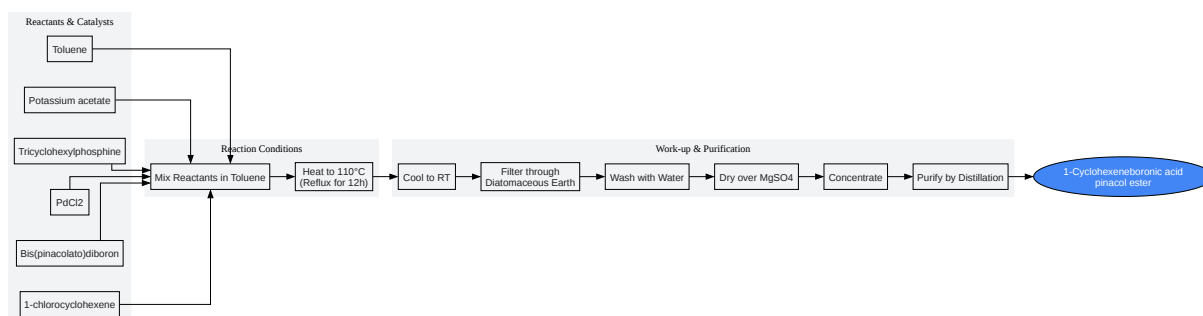 Reactants & Catalysts
Toluene
Potassium acetate
Tricyclohexylphosphine
PdCl2
Bis(pinacolato)diboron
1-chlorocyclohexene
Reaction Conditions
Mix Reactants in Toluene
Heat to 110°C
(Reflux for 12h)
Work-up & Purification
Cool to RT
Filter through
Diatomaceous Earth
Wash with Water
Dry over MgSO4
Concentrate
Purify by Distillation
1-Cyclohexeneboronic acid
pinacol ester